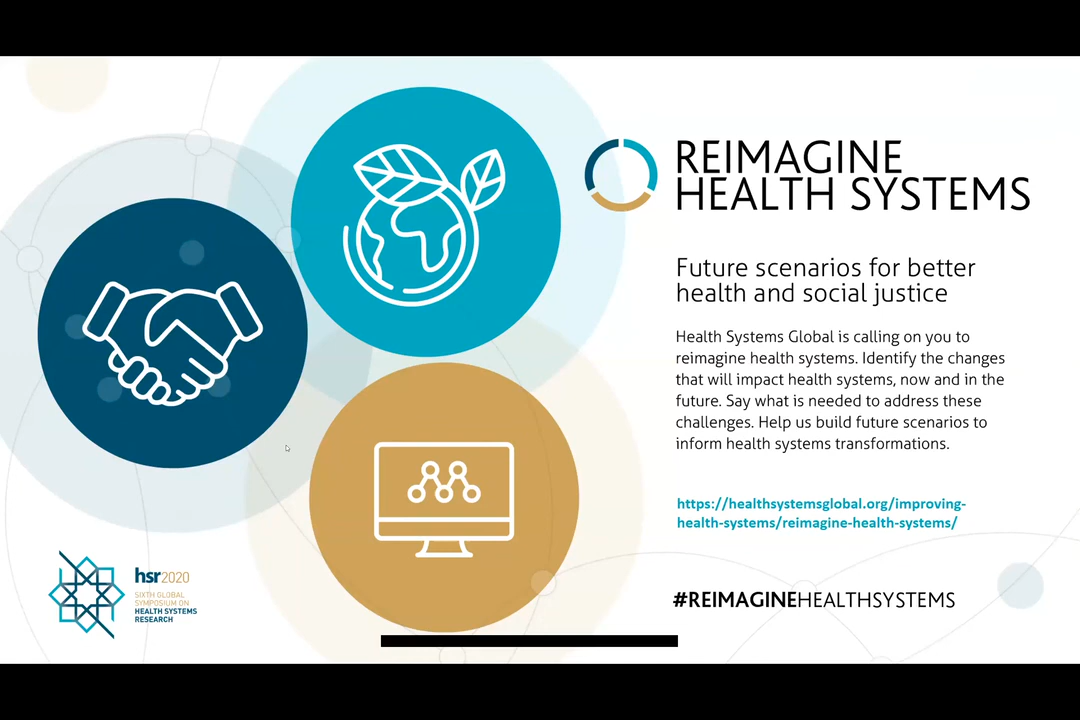 REIMAGINE
HEALTH SYSTEMS
Future scenarios for better
health and social justice
Health Systems Global is calling on you to
reimagine health systems. Identify the changes
that will impact health systems, now and in the
future. Say what is needed to address these
challenges. Help us build future scenarios to
inform health systems transformations.
https://healthsystemsglobal.org/improving-
health-systems/reimagine-health-systems/
#REIMAGINEHEALTHSYSTEMS
hsr2020
SIXTH GLOBAL
SYMPOSIUM ON
HEALTH SYSTEMS
RESEARCH